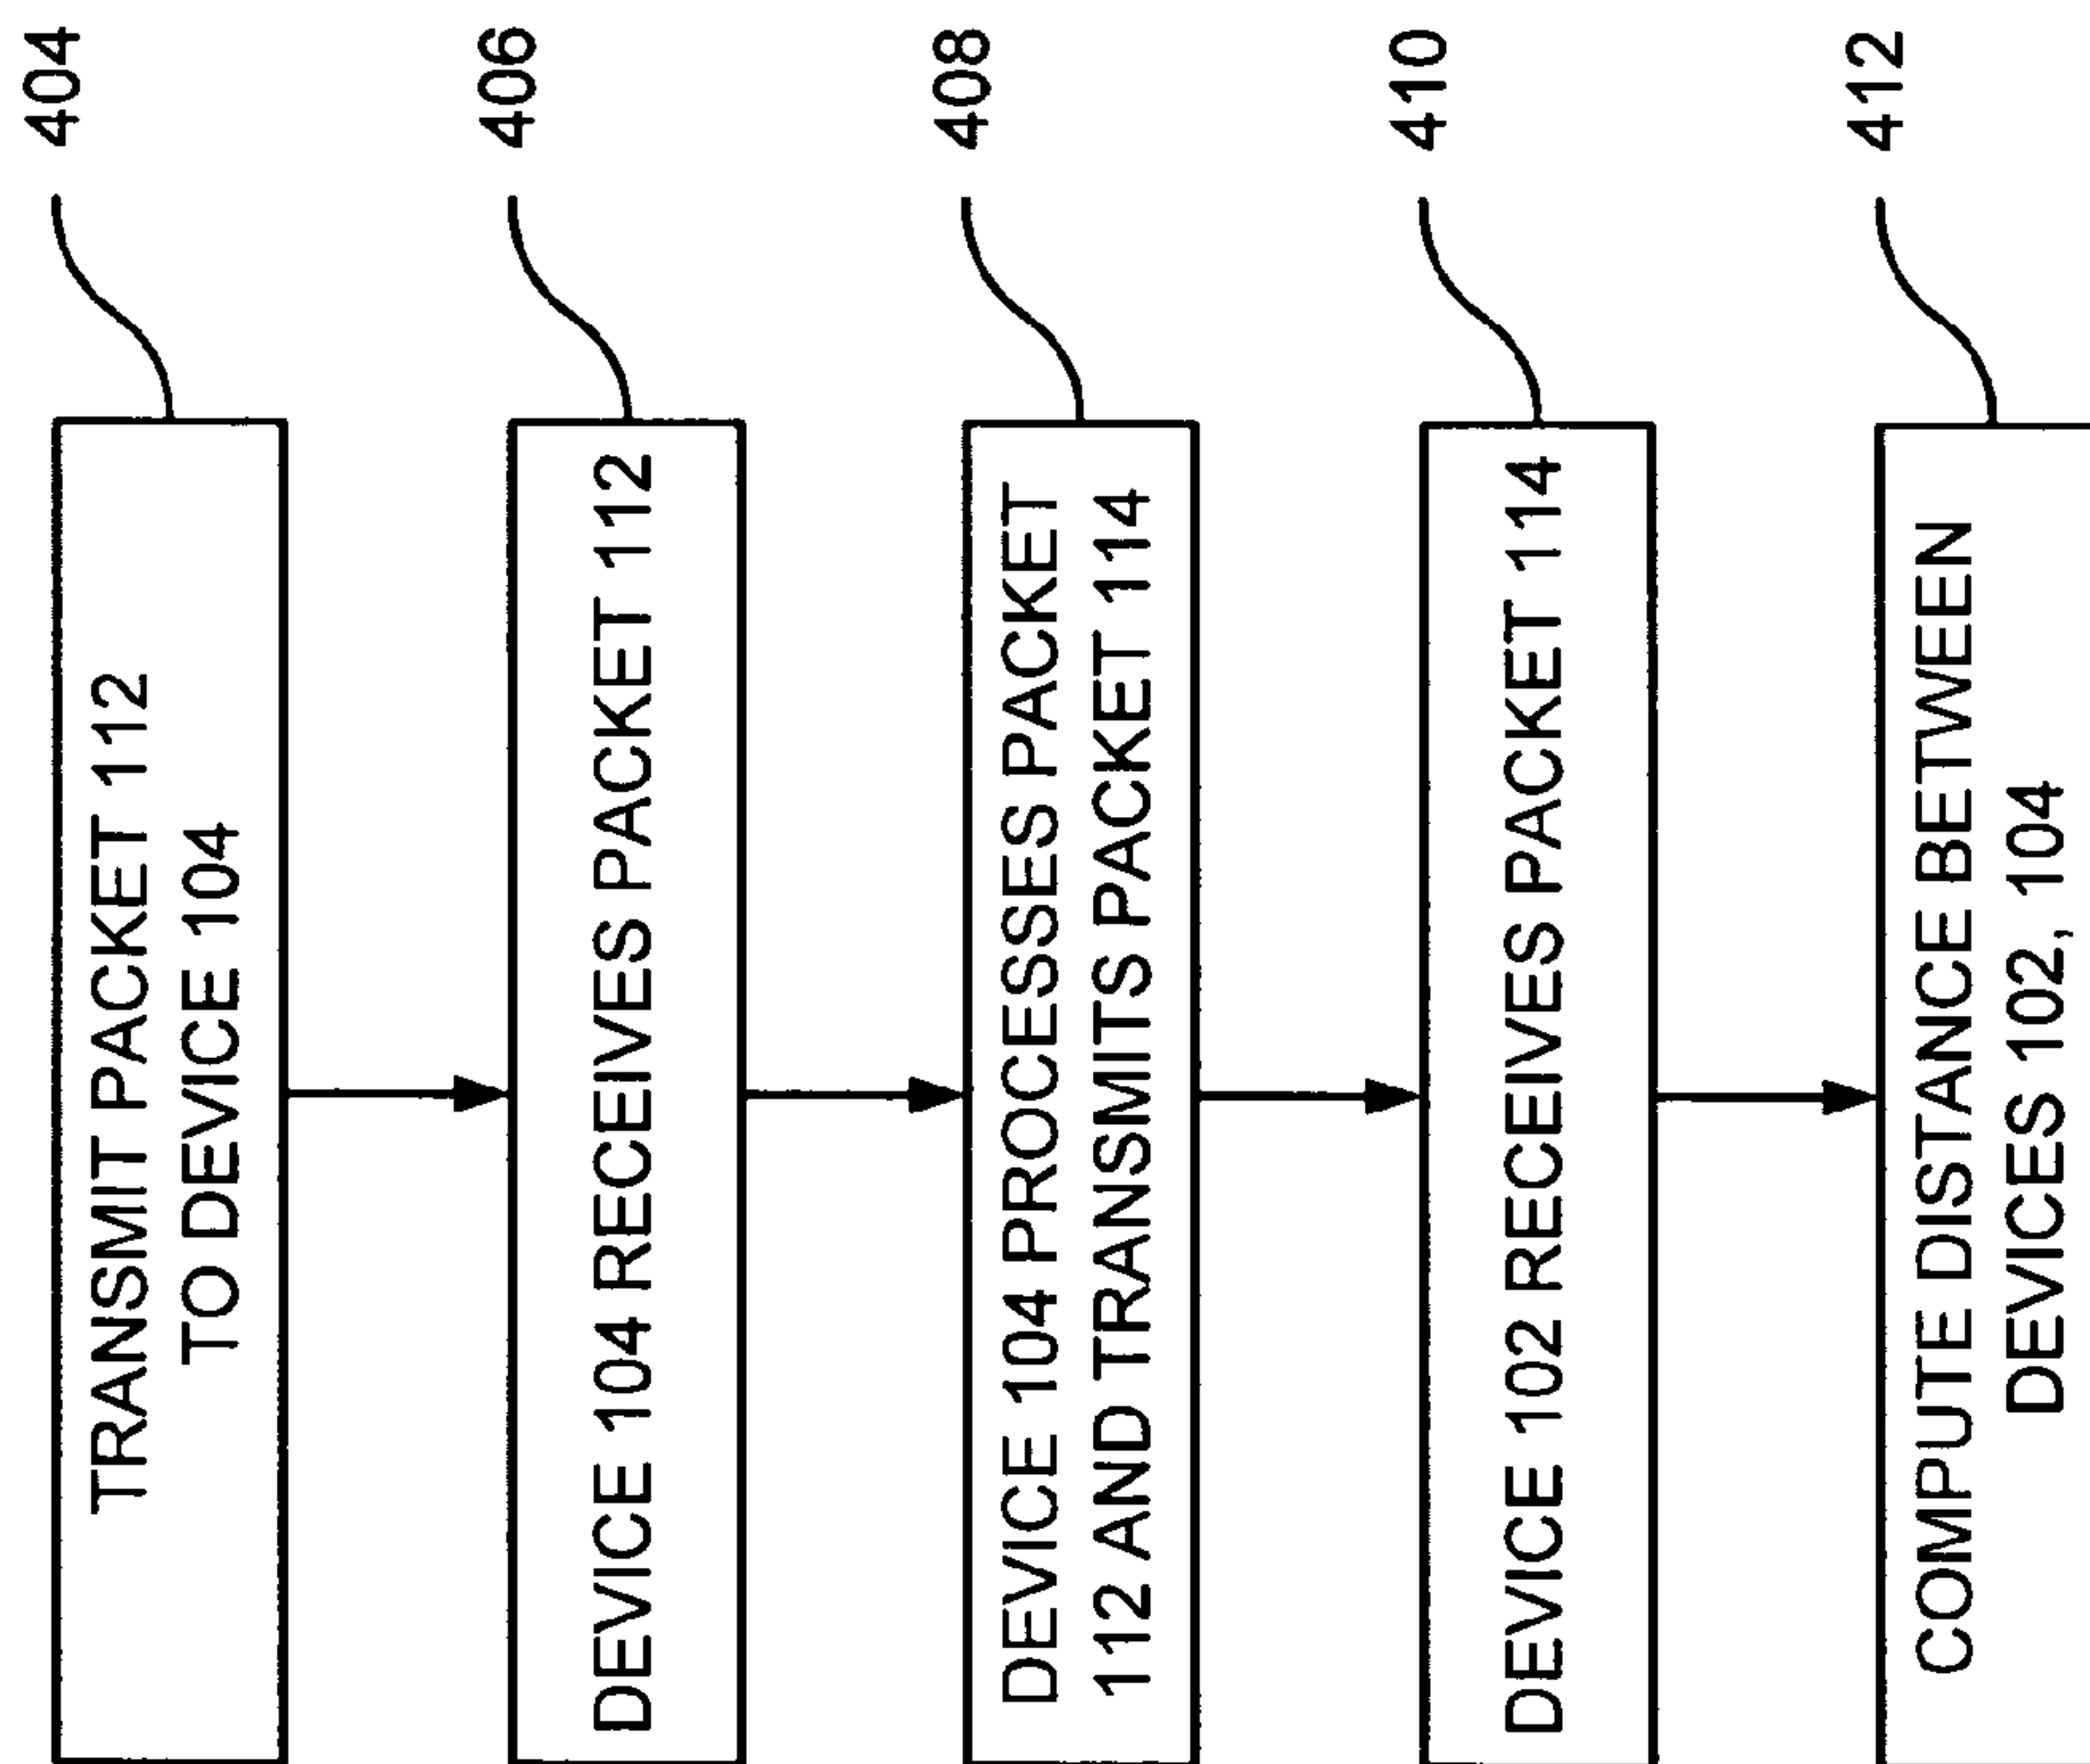 404
TRANSMIT PACKET 112
TO DEVICE 104
406
DEVICE 104 RECEIVES PACKET 112
408
DEVICE 104 PROCESSES PACKET
112 AND TRANSMITS PACKET 114
410
DEVICE 102 RECEIVES PACKET 114
412
COMPUTE DISTANCE BETWEEN
DEVICES 102, 104